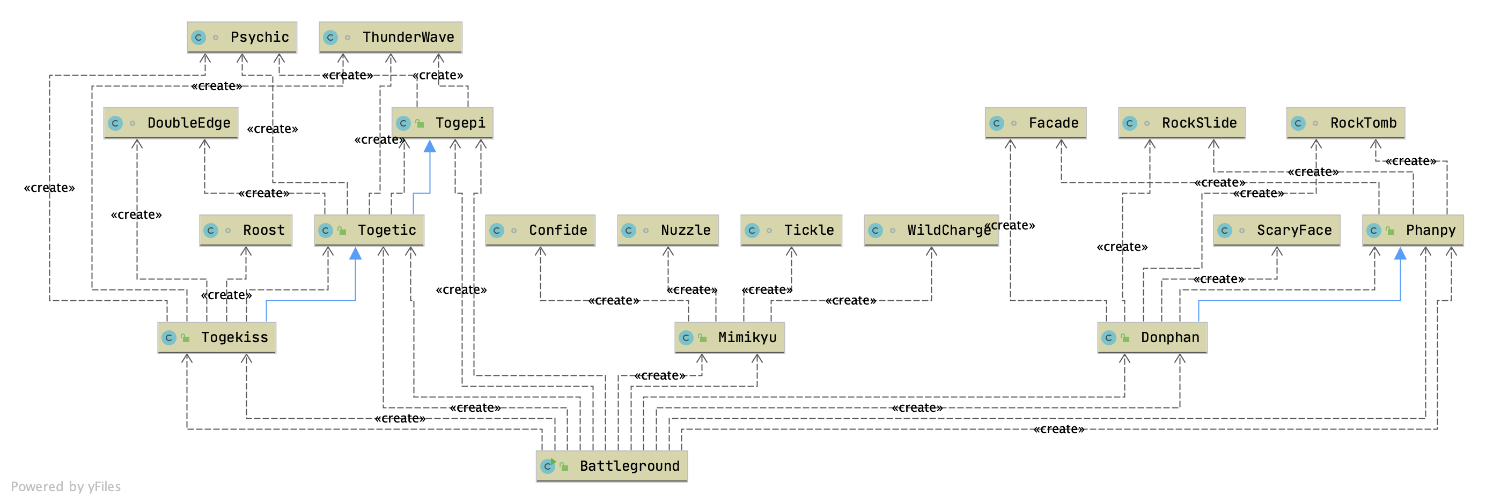 Psychic
ThunderWave
«create»
«create»
«create»
DoubleEdge
«create»
Togepi
Facade
RockSlide
RockTomb
«create»
«create»
«create»
«create»
«create»
«create»
«create»
«create»
Roost
Togetic
Confide
Nuzzle
Tickle
WildCharge
«create»
ScaryFace
Phanpy
«create»
«create»
«create»
«create»
«create»
«create»
«create»
«create»
Togekiss
Mimikyu
Donphan
«create»
«create»
«create»
«create»
«create»
Battleground
Powered by yFiles